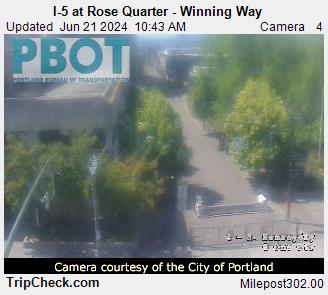 I-5 at Rose Quarter - Winning Way
Updated Jun 21 2024 10:43 AM Camera 4
PBOT
PORTLAND BUREAU OF TRANSPORTATION
Camera courtesy of the City of Portland
TripCheck.com Milepost302.00